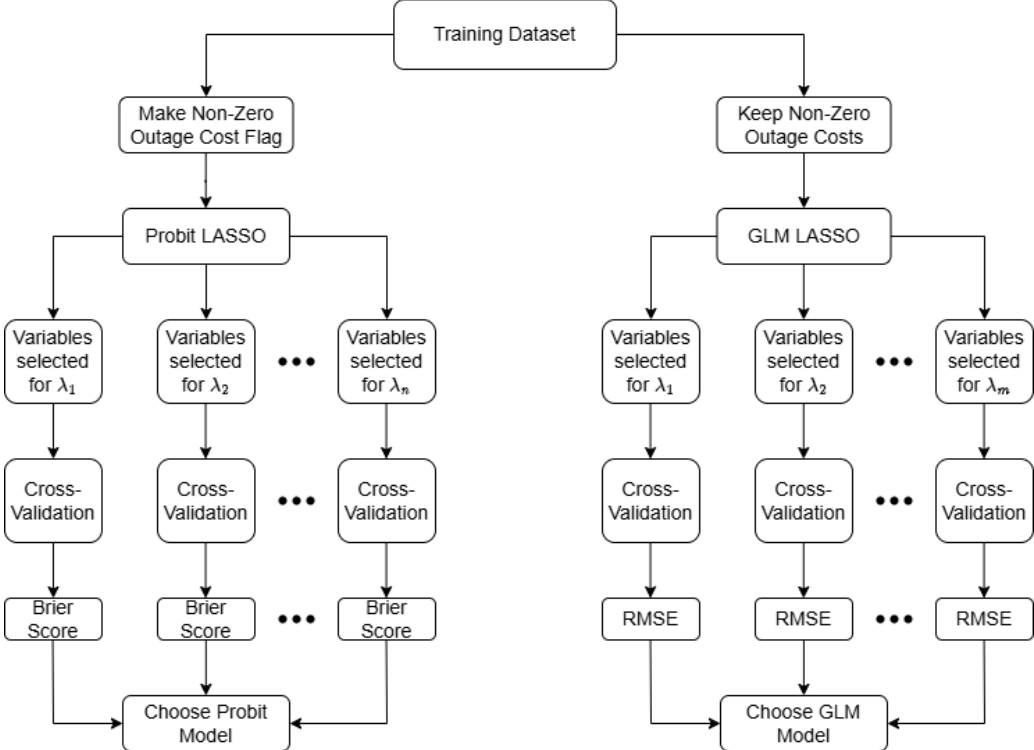 Training Dataset
Make Non-Zero
Outage Cost Flag
Keep Non-Zero
Outage Costs
Probit LASSO
GLM LASSO
Variables
selected
for λ₁
Variables
selected
for λ₂
Variables
selected
for λₙ
Variables
selected
for λ₁
Variables
selected
for λ₂
Variables
selected
for λₘ
Cross-
Validation
Cross-
Validation
Cross-
Validation
Cross-
Validation
Cross-
Validation
Cross-
Validation
Brier
Score
Brier
Score
Brier
Score
RMSE
RMSE
RMSE
Choose Probit
Model
Choose GLM
Model